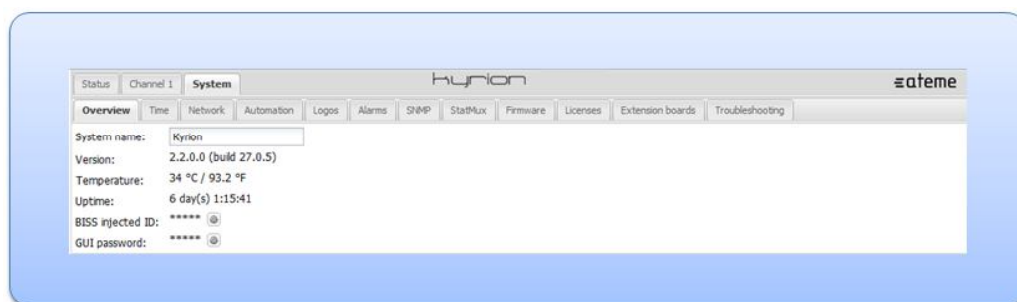 Status Channel 1 System kyrion ateme
Overview Time Network Automation Logos Alarms SNMP StatMux Firmware Licenses Extension boards Troubleshooting
System name: Kyrion
Version: 2.2.0.0 (build 27.0.5)
Temperature: 34 °C / 93.2 °F
Uptime: 6 day(s) 1:15:41
BISS injected ID: *****
GUI password: *****